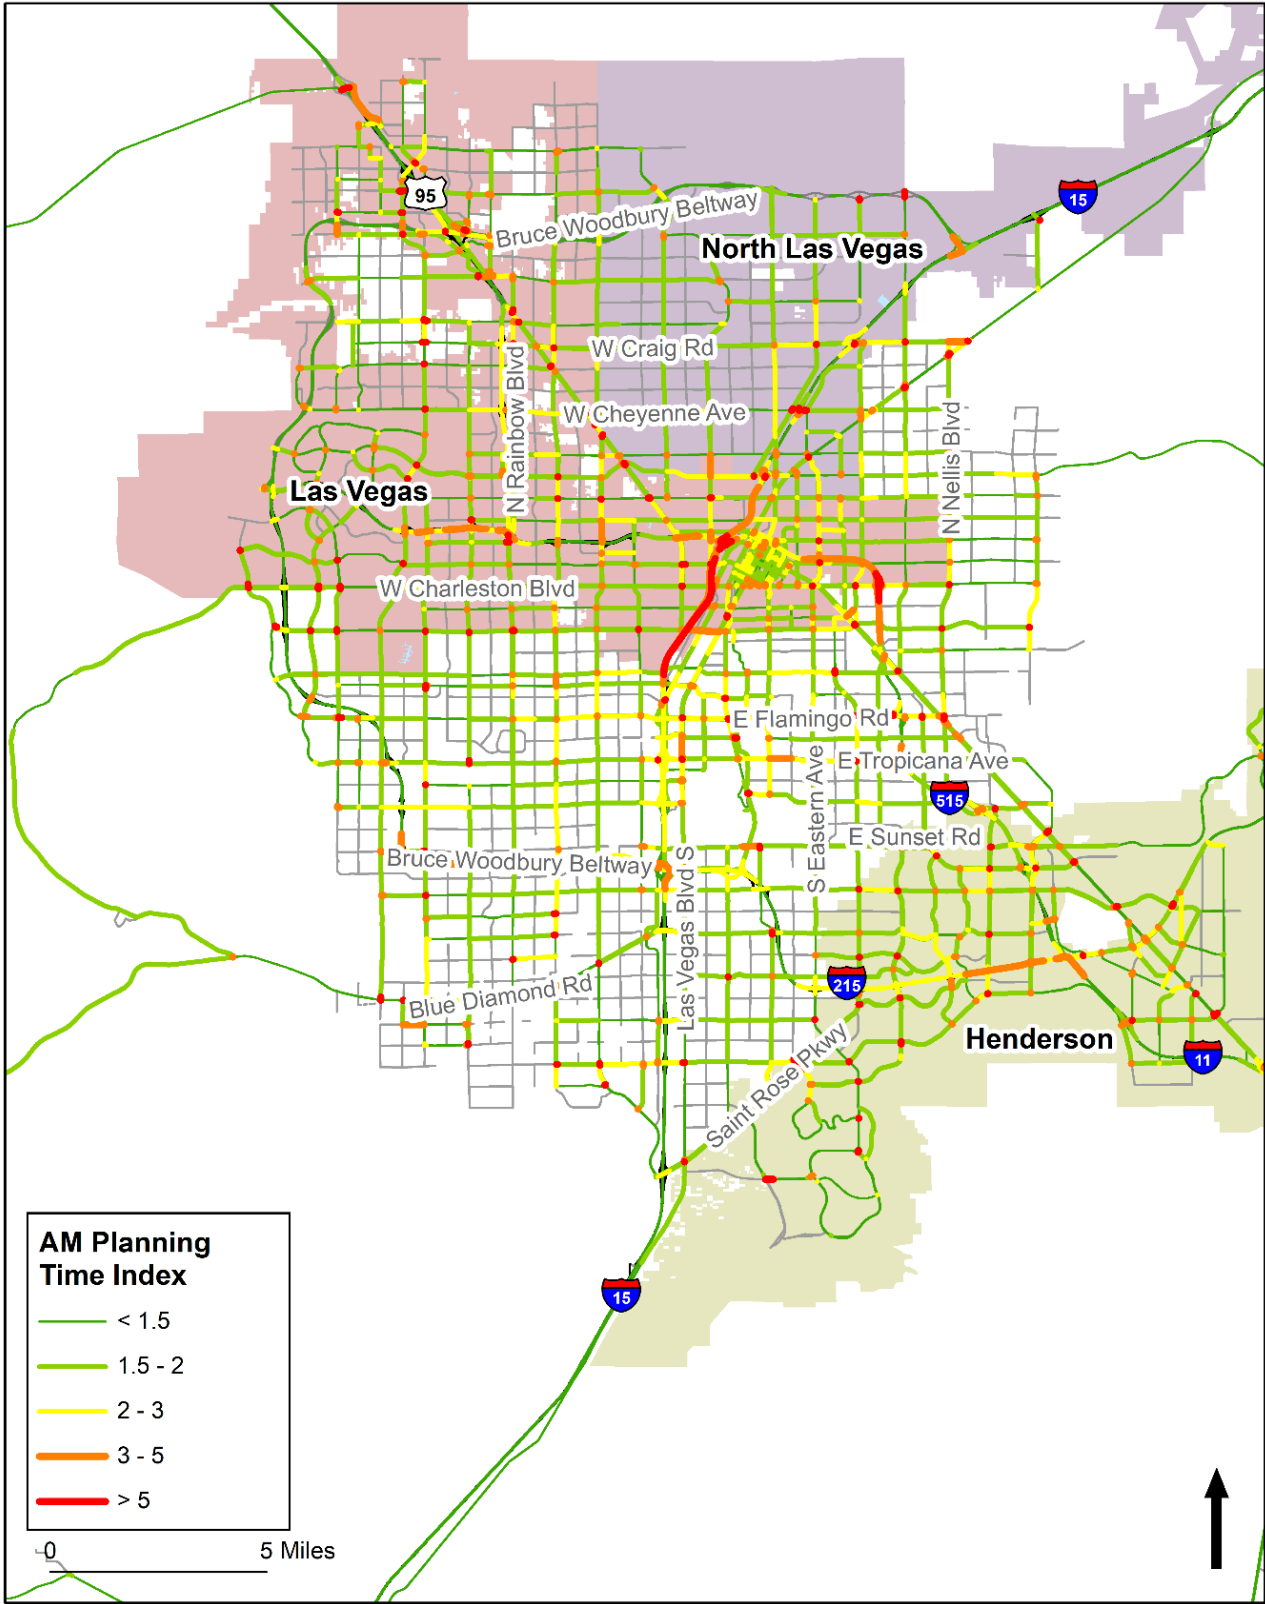 95
Bruce Woodbury Beltway
15
North Las Vegas
W Craig Rd
N Rainbow Blvd
W Cheyenne Ave
N Nellis Blvd
Las Vegas
W Charleston Blvd
E Flamingo Rd
E Tropicana Ave
S Eastern Ave
515
E Sunset Rd
Bruce Woodbury Beltway
Las Vegas Blvd S
215
Blue Diamond Rd
Henderson
11
Saint Rose Pkwy
15
AM Planning
Time Index
< 1.5
1.5 - 2
2 - 3
3 - 5
> 5
0 5 Miles